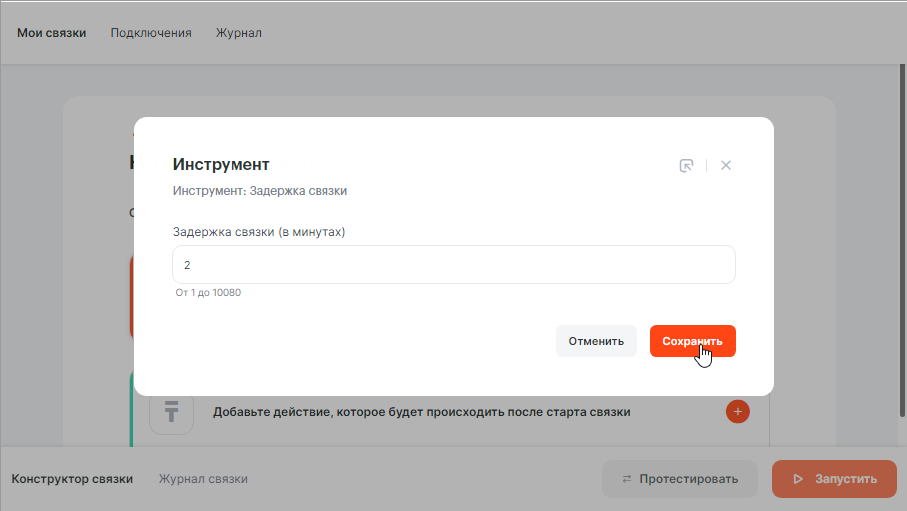 Мои связки Подключения Журнал
Инструмент
Инструмент: Задержка связки
Задержка связки (в минутах)
2
От 1 до 10080
Отменить Сохранить
Добавьте действие, которое будет происходить после старта связки
Конструктор связки Журнал связки Протестировать Запустить